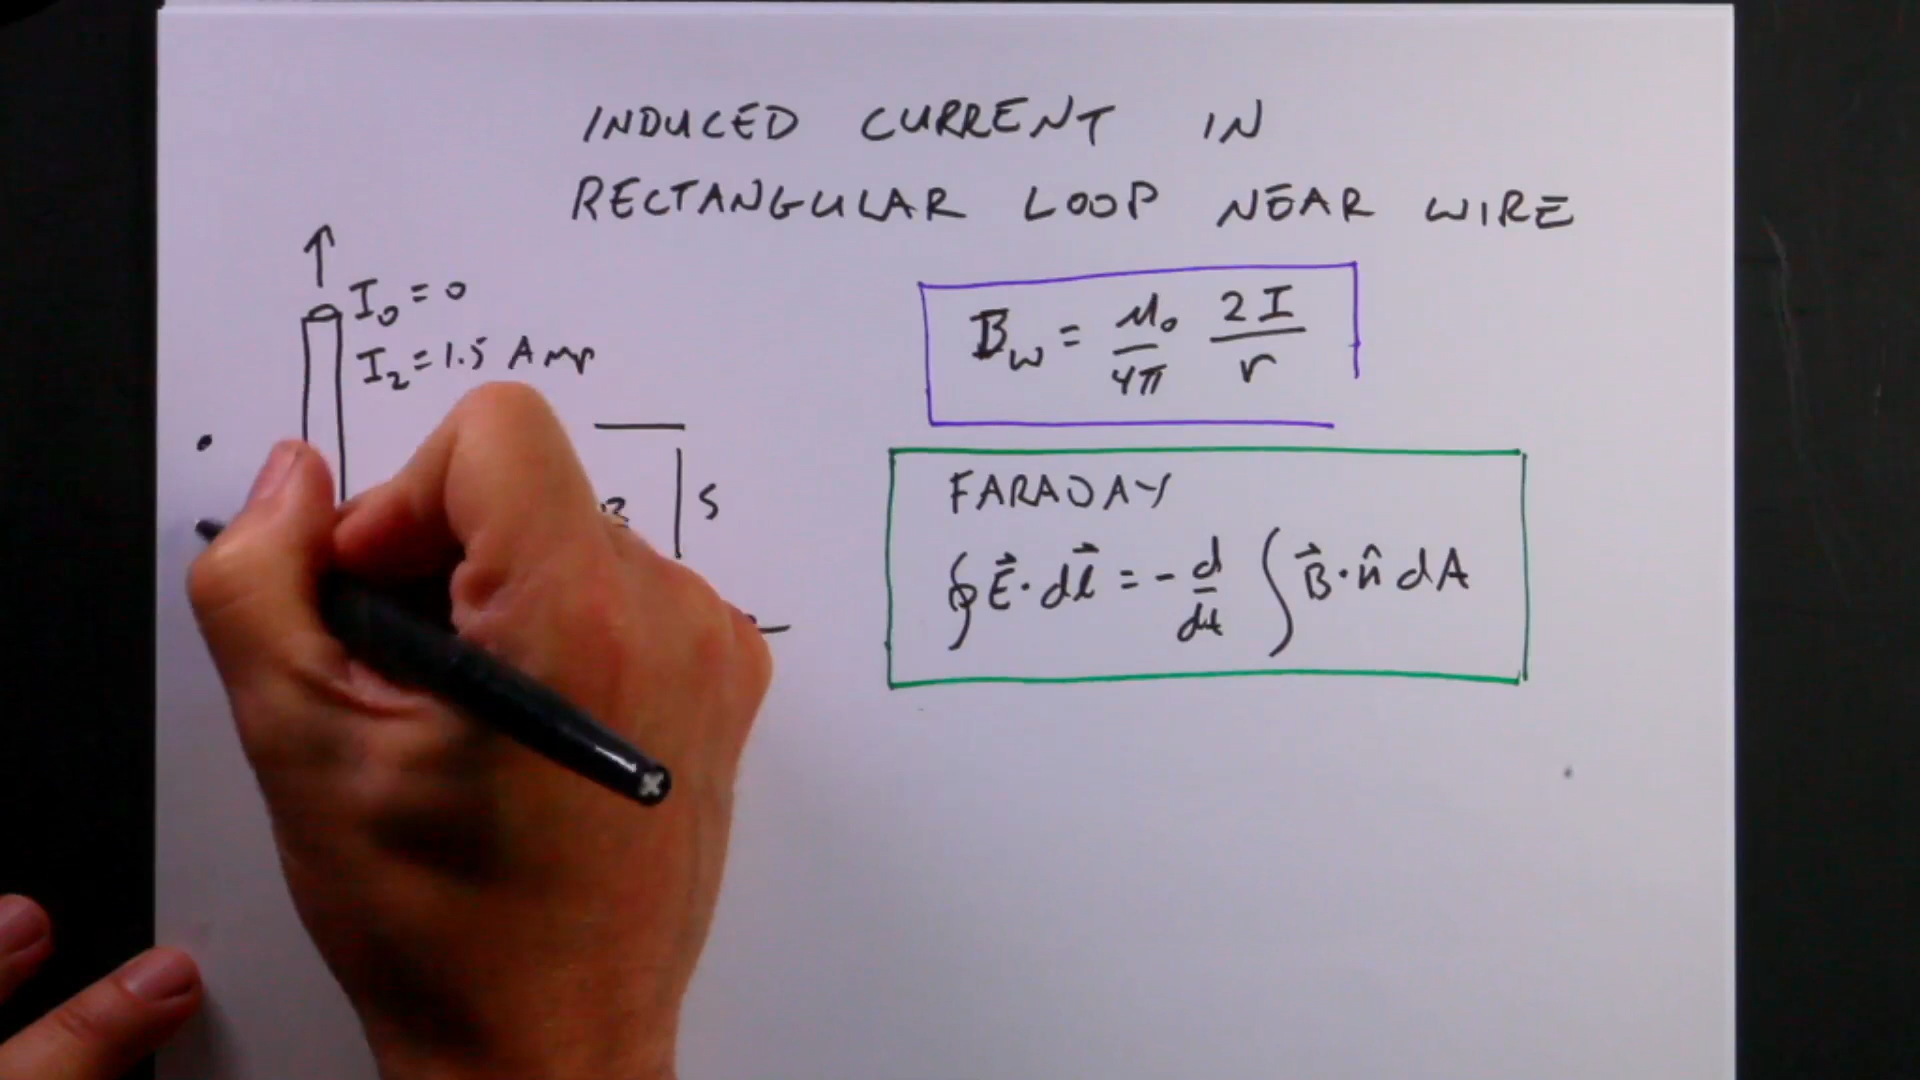 INDUCED CURRENT IN
RECTANGULAR LOOP NEAR WIRE
I₀ = 0
I₂ = 1.5 Amp
S
B_w = μ₀/4π 2I/r
FARADAY
∮ E⃗ · dl⃗ = - d/dt ∫ B⃗ · n̂ dA